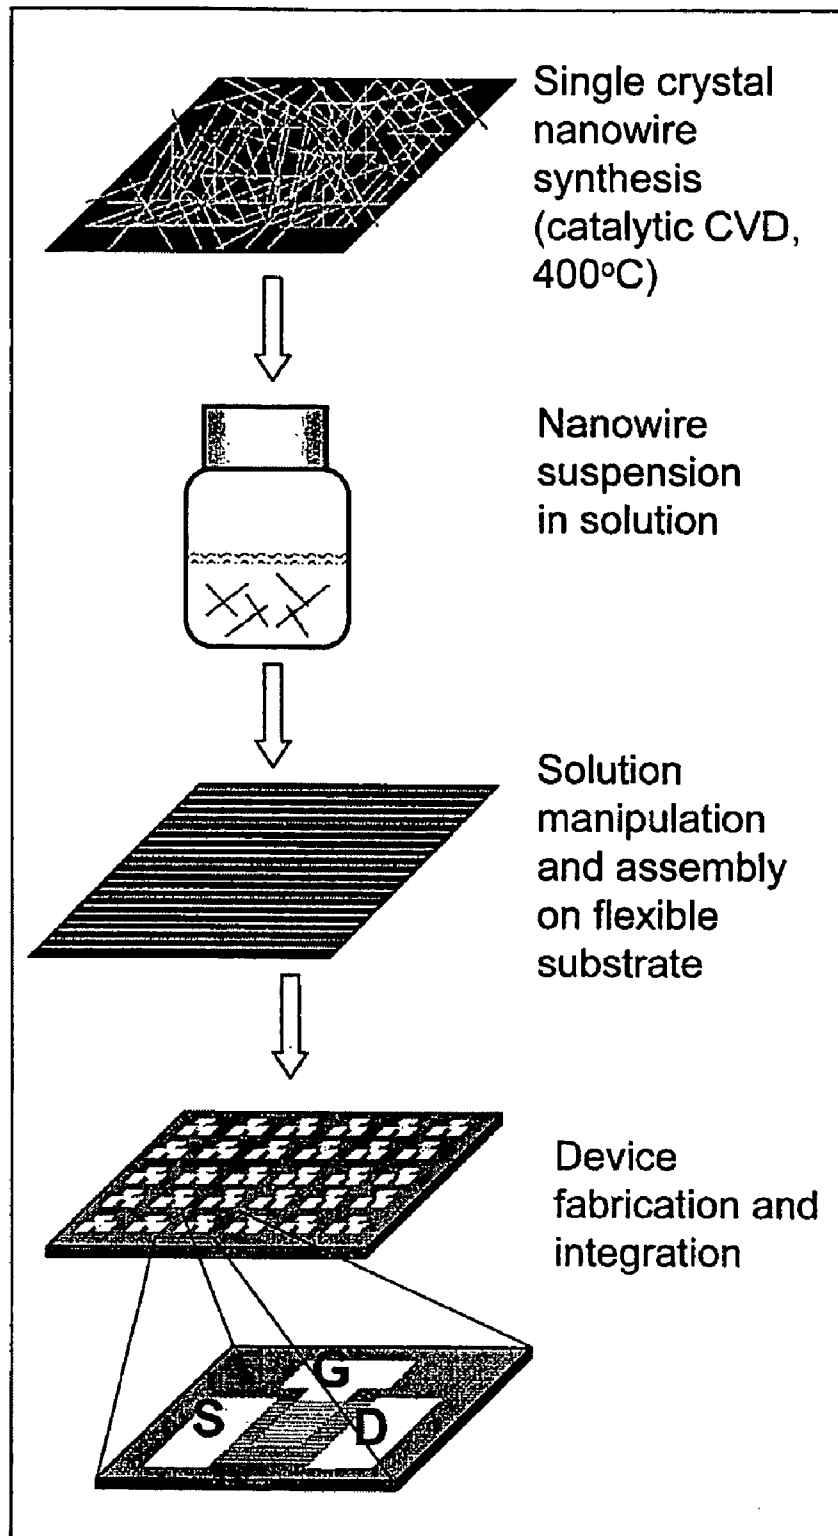 Single crystal
nanowire
synthesis
(catalytic CVD,
400ºC)
Nanowire
suspension
in solution
Solution
manipulation
and assembly
on flexible
substrate
Device
fabrication and
integration
G
S
D